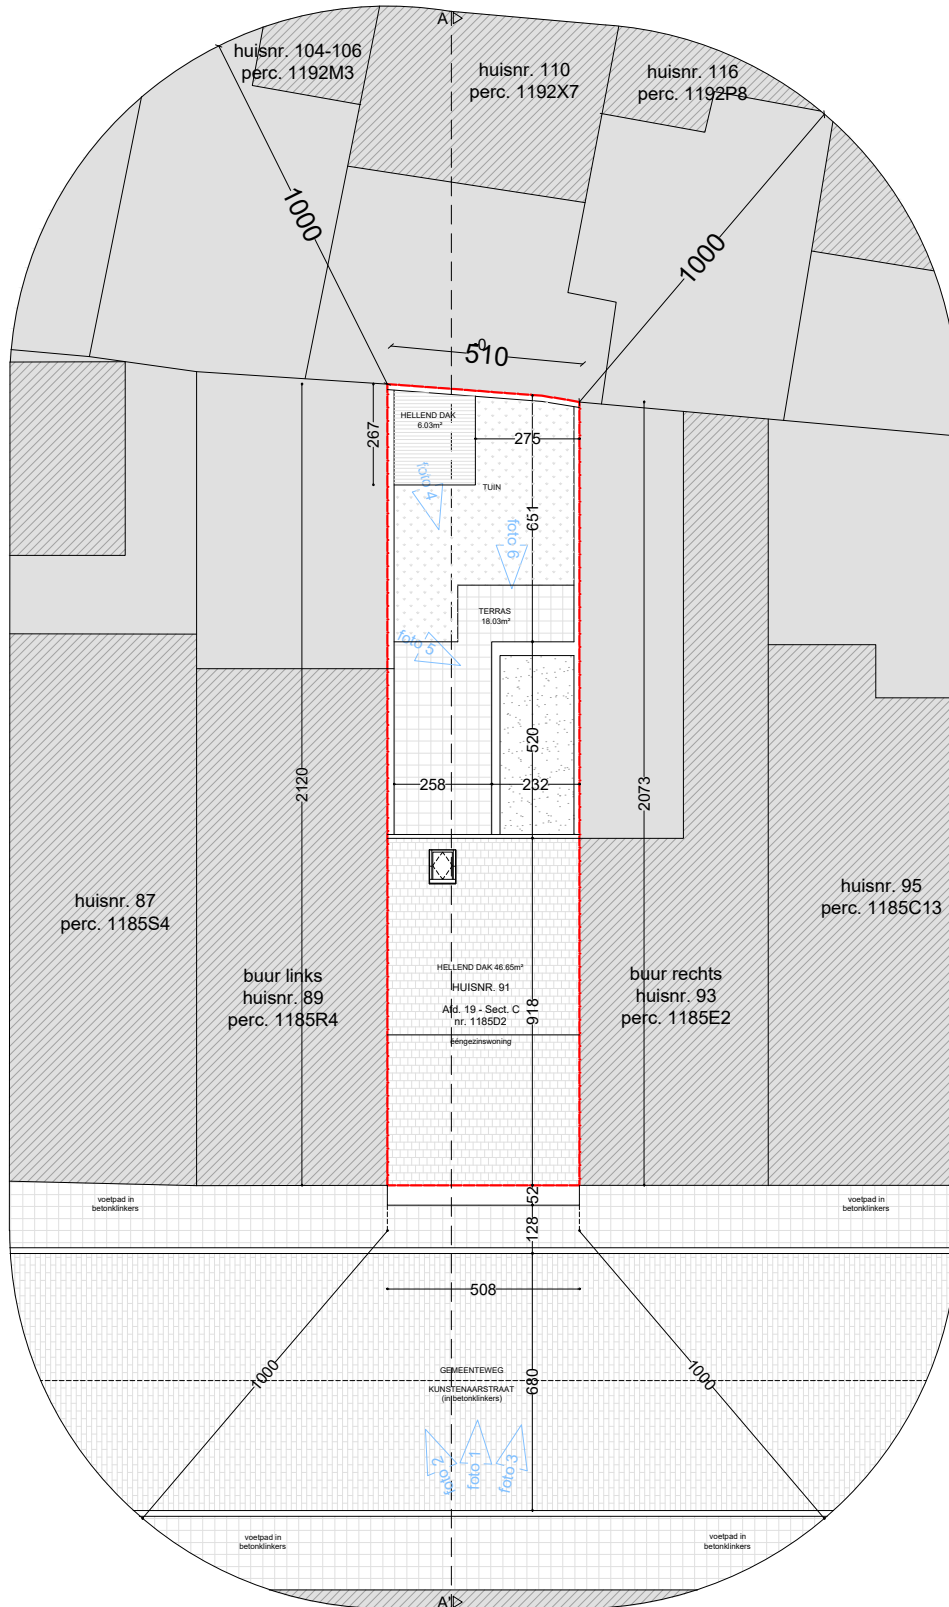 A
huisnr. 104-106
perc. 1192M3
huisnr. 110
perc. 1192X7
huisnr. 116
perc. 1192P8
1000
1000
0
510
HELLEND DAK
6.03m²
267
275
foto 4
TUIN
651
foto 6
TERRAS
18.03m²
foto 5
520
258
232
2120
2073
huisnr. 87
perc. 1185S4
huisnr. 95
perc. 1185C13
buur links
huisnr. 89
perc. 1185R4
HELLEND DAK 46.65m²
HUISNR. 91
Afd. 19 - Sect. C
nr. 1185D2
ééngezinswoning
918
buur rechts
huisnr. 93
perc. 1185E2
voetpad in
betonklinkers
52
128
voetpad in
betonklinkers
508
1000
1000
GEMEENTEWEG
KUNSTENAARSTRAAT
(in betonklinkers)
680
foto 2
foto 1
foto 3
voetpad in
betonklinkers
voetpad in
betonklinkers
A'